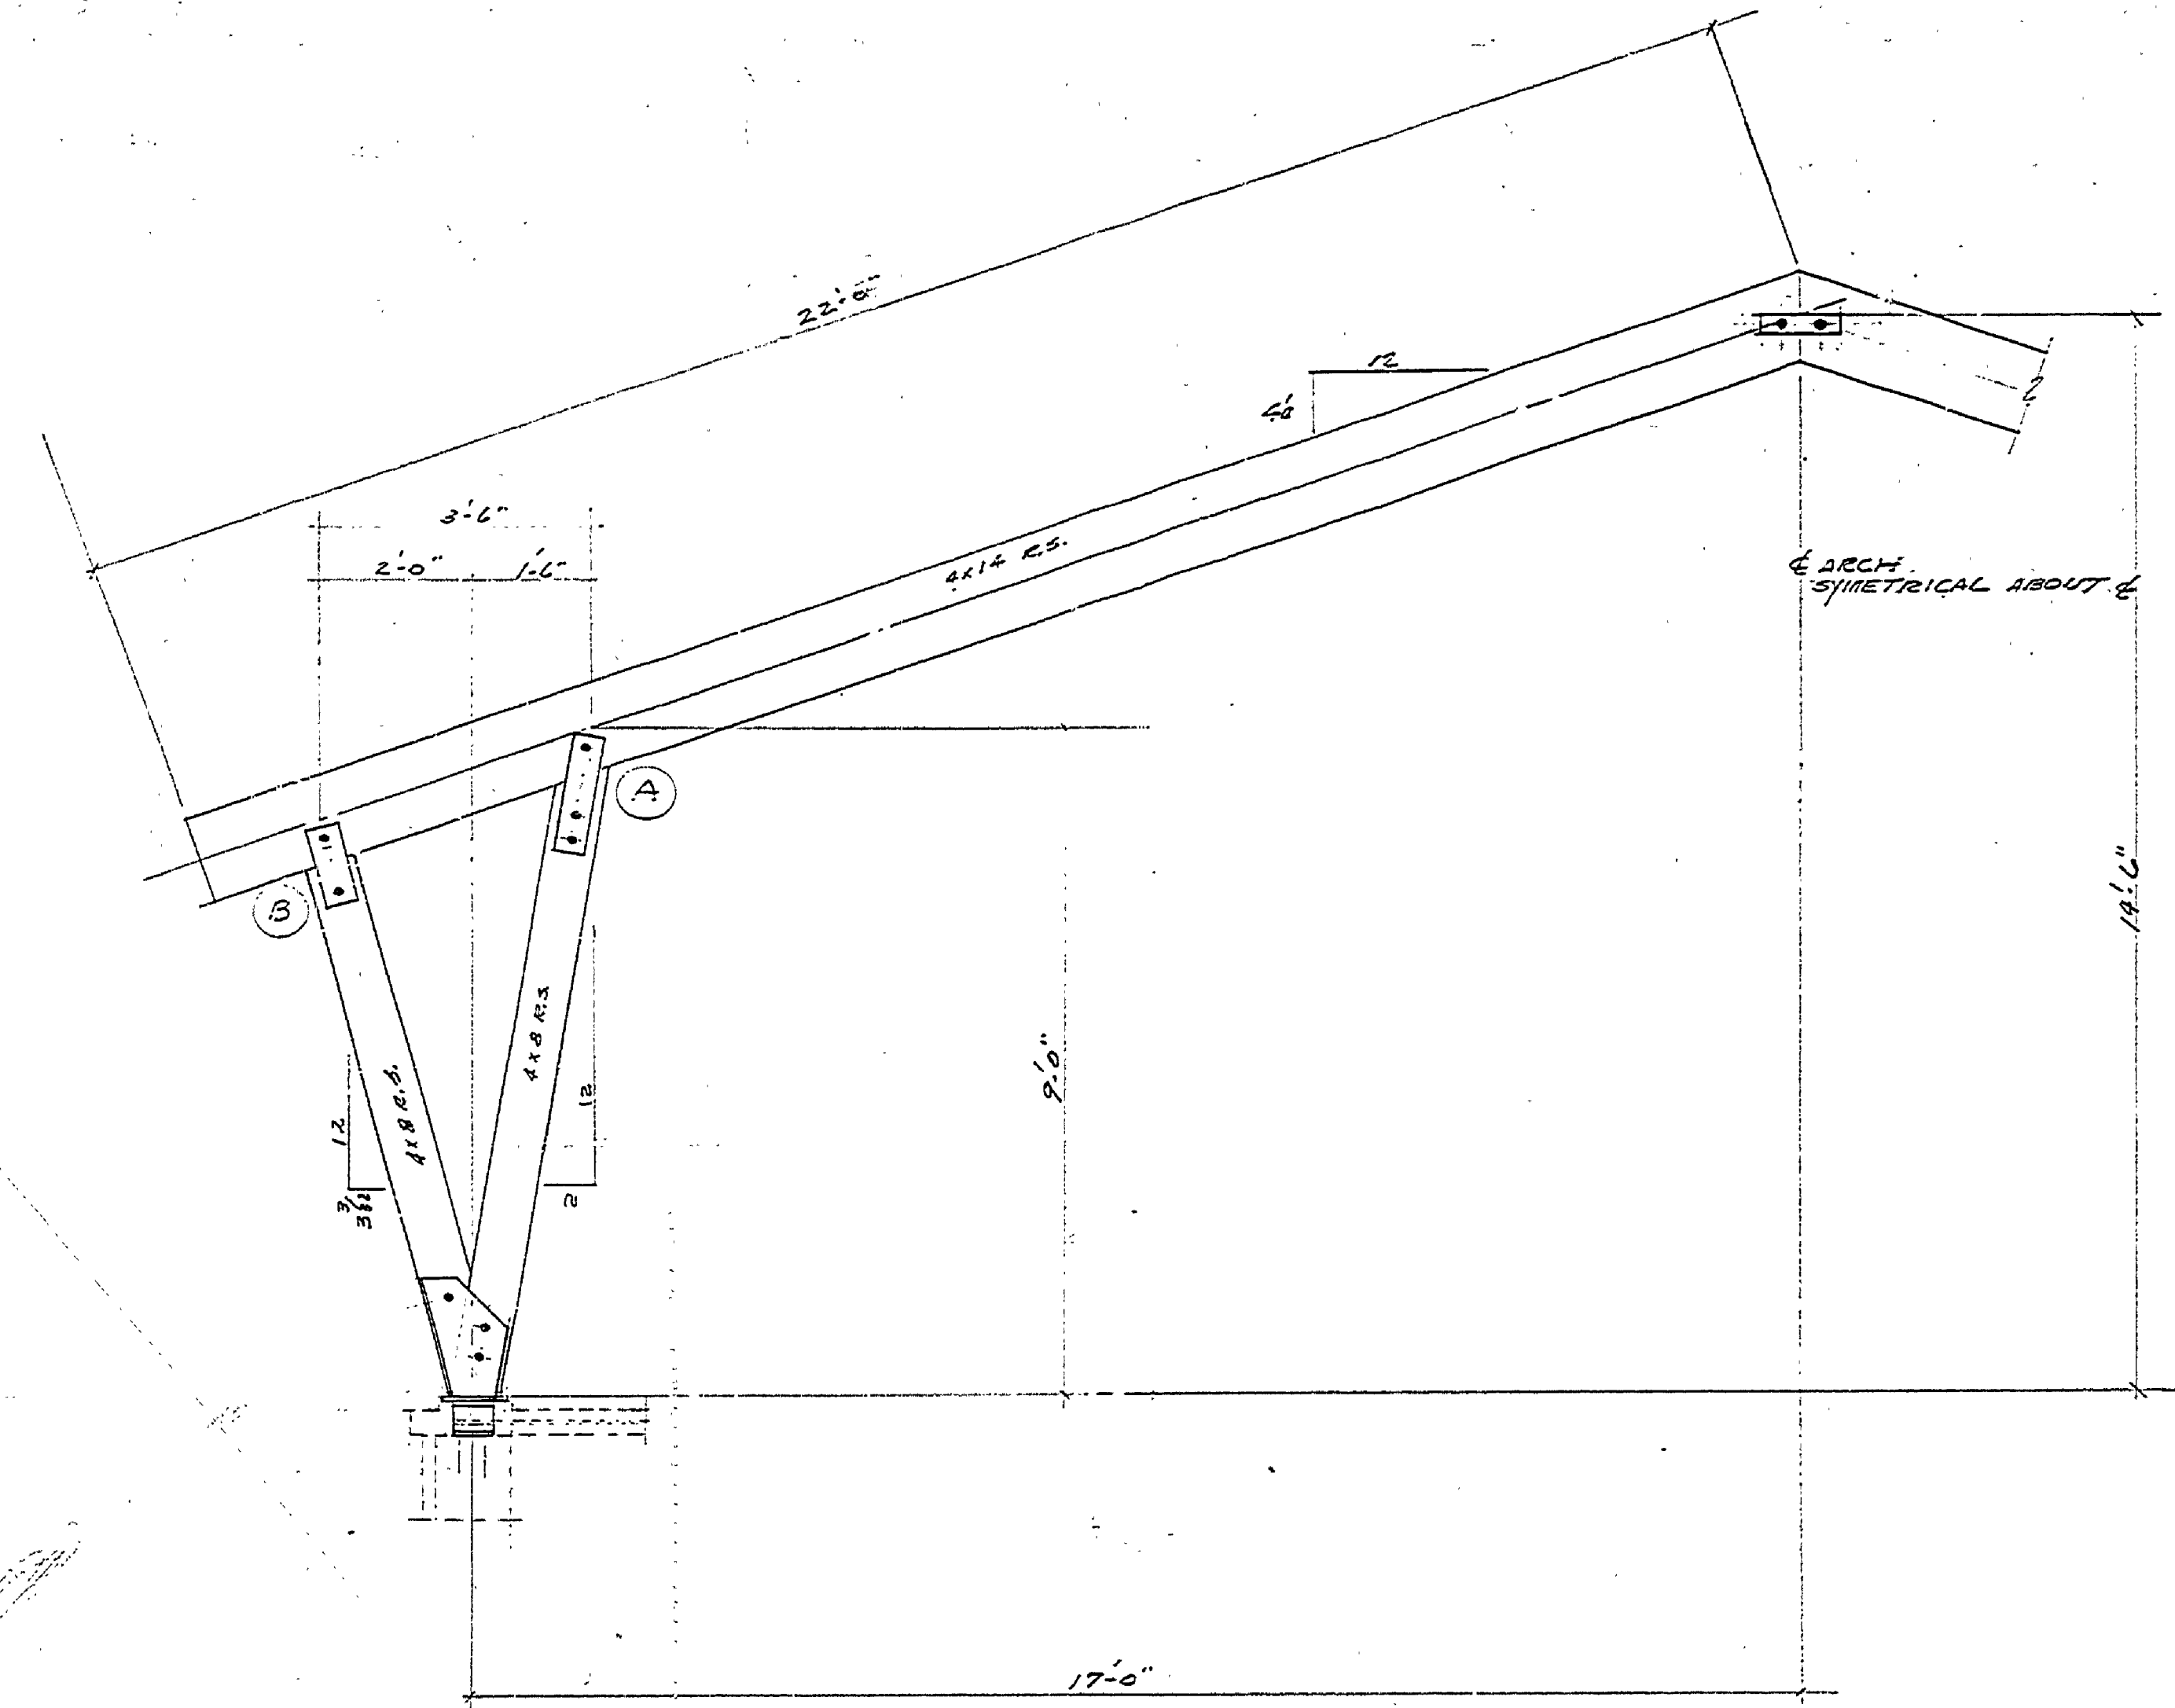 22'-0"
12
3'-6"
2'-0"
1'-6"
4x14 R.S.
℄ ARCH.
SYMETRICAL ABOUT ℄
A
B
14'-6"
4x8 R.S.
9'-0"
12
4x8 R.S.
12
2
17'-0"